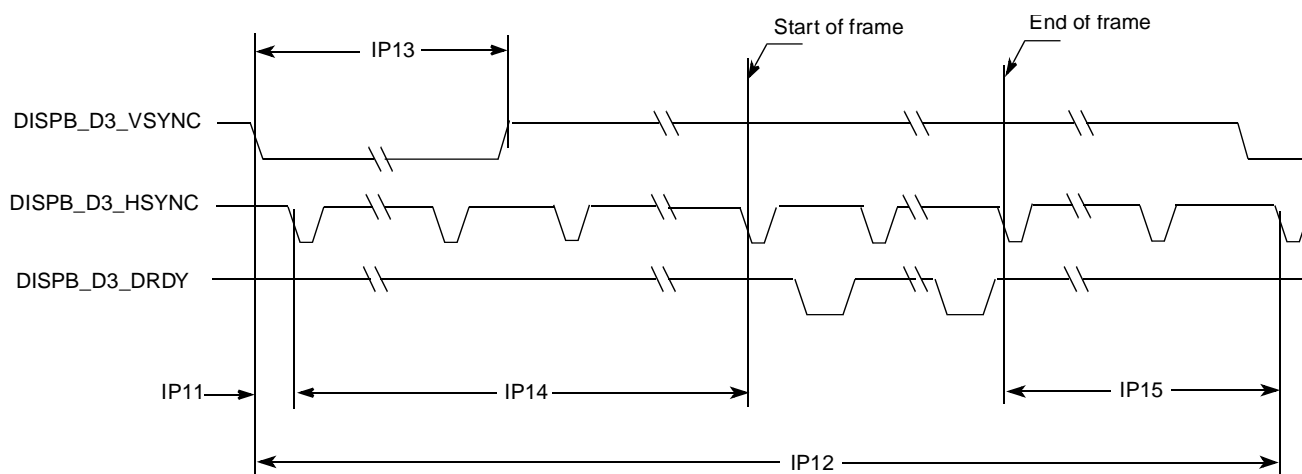 Start of frame
End of frame
IP13
DISPB_D3_VSYNC
DISPB_D3_HSYNC
DISPB_D3_DRDY
IP11
IP14
IP15
IP12